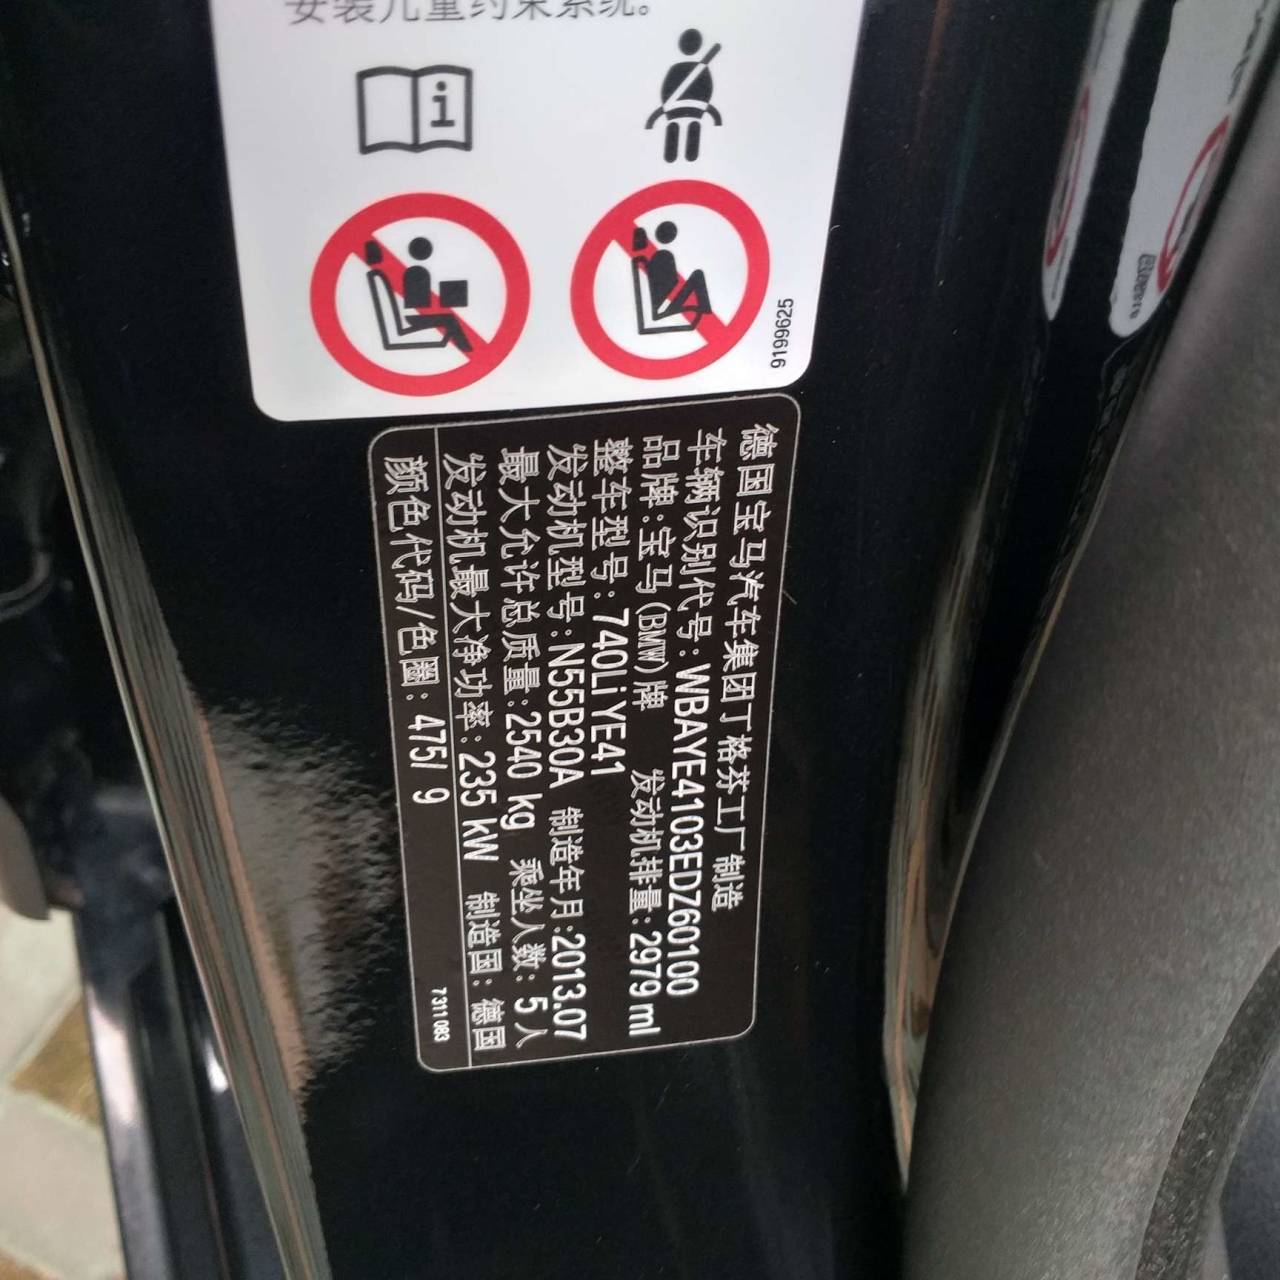 安装儿童约束系统。
9199625
德国宝马汽车集团丁格芬工厂制造
车辆识别代号:WBAYE4103EDZ60100
品牌:宝马(BMW)牌 发动机排量:2979 ml
整车型号:740Li YE41
发动机型号:N55B30A 制造年月:2013.07
最大允许总质量:2540 kg 乘坐人数:5人
发动机最大净功率:235 kW 制造国:德国
颜色代码/色圈:475/ 9
7311083